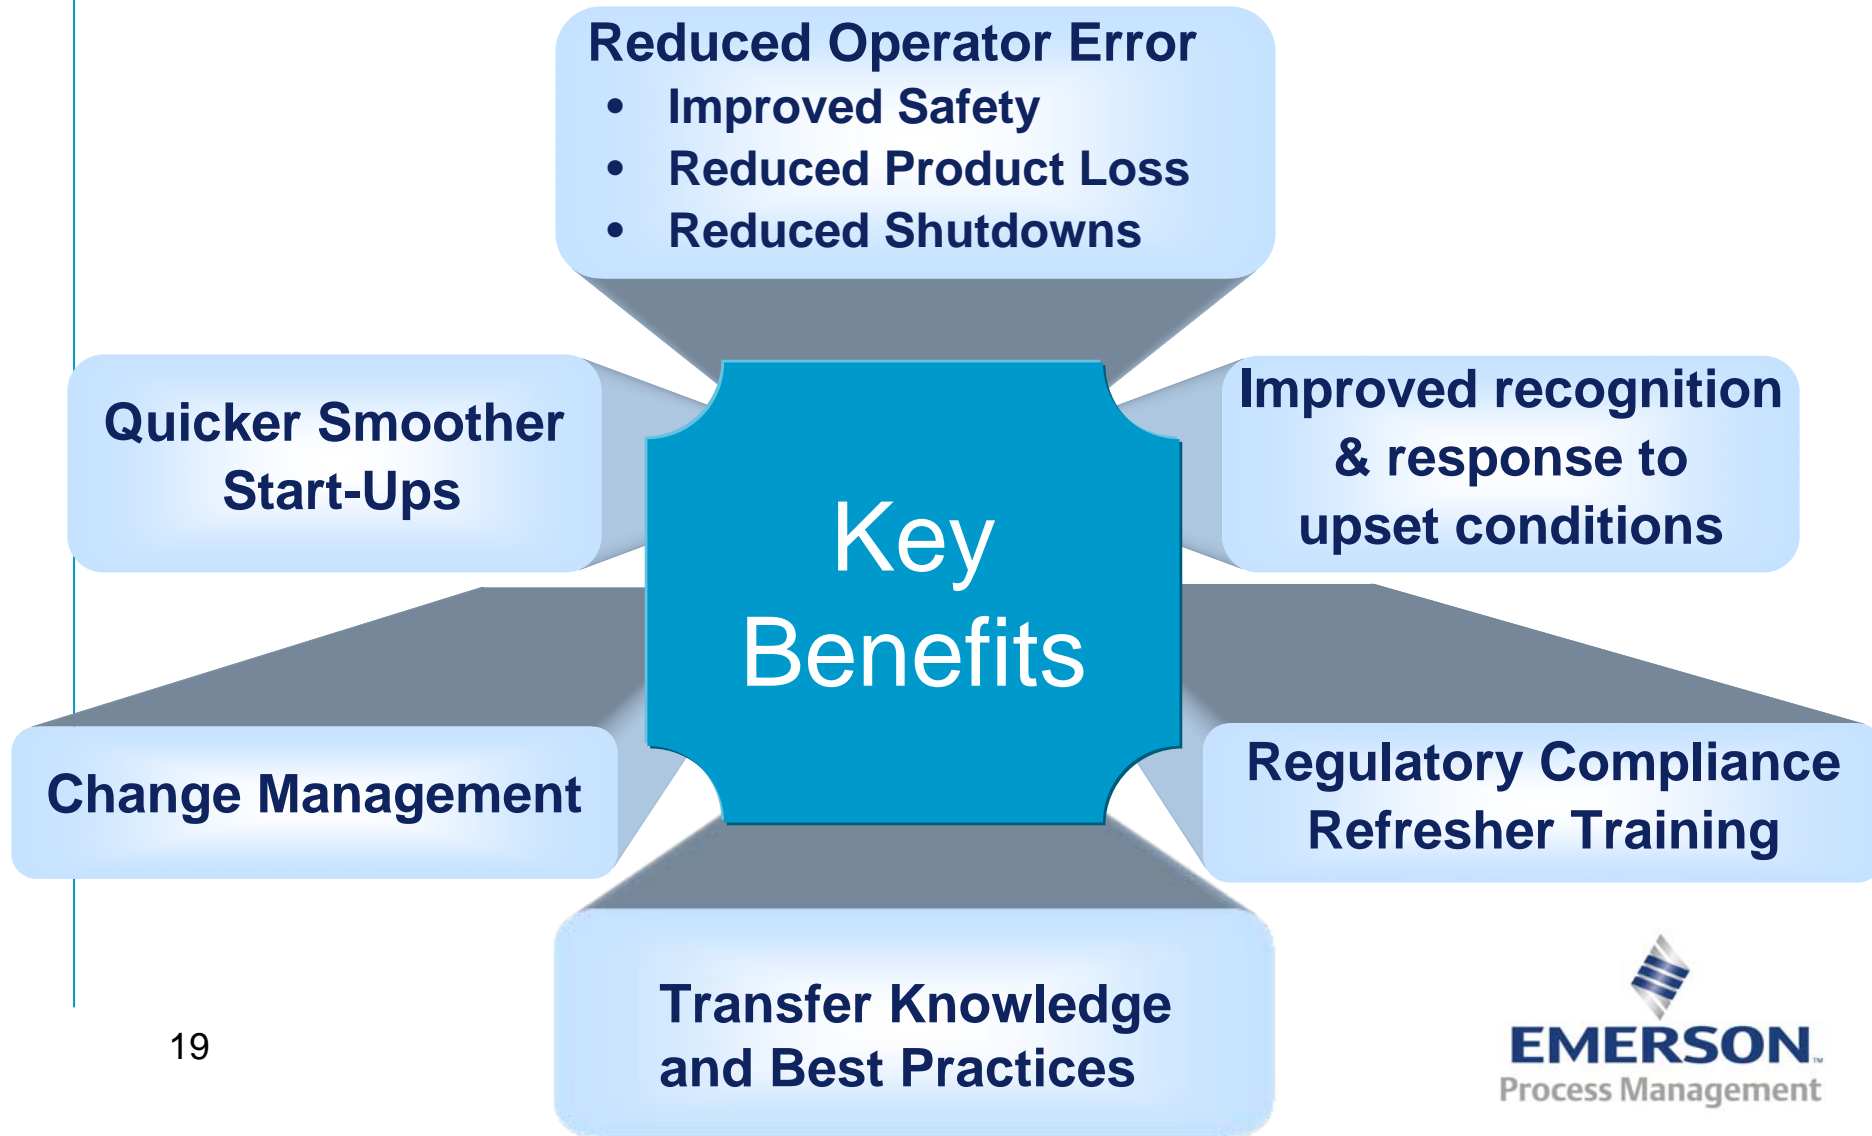 Reduced Operator Error
• Improved Safety
• Reduced Product Loss
• Reduced Shutdowns
Quicker Smoother
Start-Ups
Improved recognition
& response to
upset conditions
Key
Benefits
Change Management
Regulatory Compliance
Refresher Training
Transfer Knowledge
and Best Practices
19
EMERSON™
Process Management